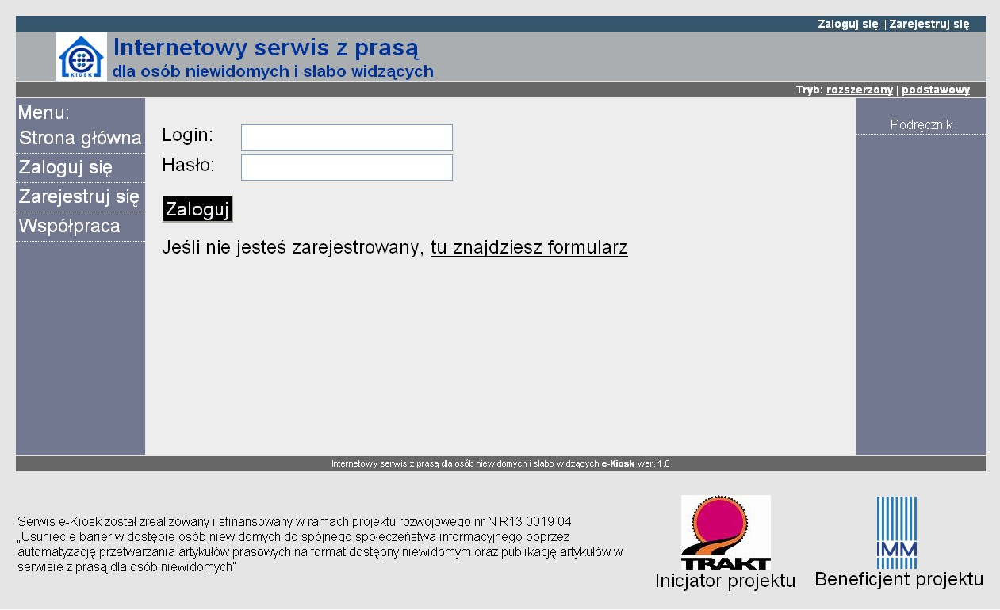 Zaloguj się || Zarejestruj się
KIOSK
Internetowy serwis z prasą
dla osób niewidomych i slabo widzących
Tryb: rozszerzony | podstawowy
Menu:
Strona główna
Zaloguj się
Zarejestruj się
Współpraca
Login:
Hasło:
Zaloguj
Jeśli nie jesteś zarejestrowany, tu znajdziesz formularz
Podręcznik
Internetowy serwis z prasą dla osób niewidomych i słabo widzących e-Kiosk wer. 1.0
Serwis e-Kiosk został zrealizowany i sfinansowany w ramach projektu rozwojowego nr N R13 0019 04
„Usunięcie barier w dostępie osób niewidomych do spójnego społeczeństwa informacyjnego poprzez
automatyzację przetwarzania artykułów prasowych na format dostępny niewidomym oraz publikację artykułów w
serwisie z prasą dla osób niewidomych”
TRAKT
Inicjator projektu
IMM
Beneficjent projektu